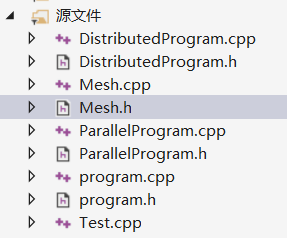 源文件
DistributedProgram.cpp
DistributedProgram.h
Mesh.cpp
Mesh.h
ParallelProgram.cpp
ParallelProgram.h
program.cpp
program.h
Test.cpp